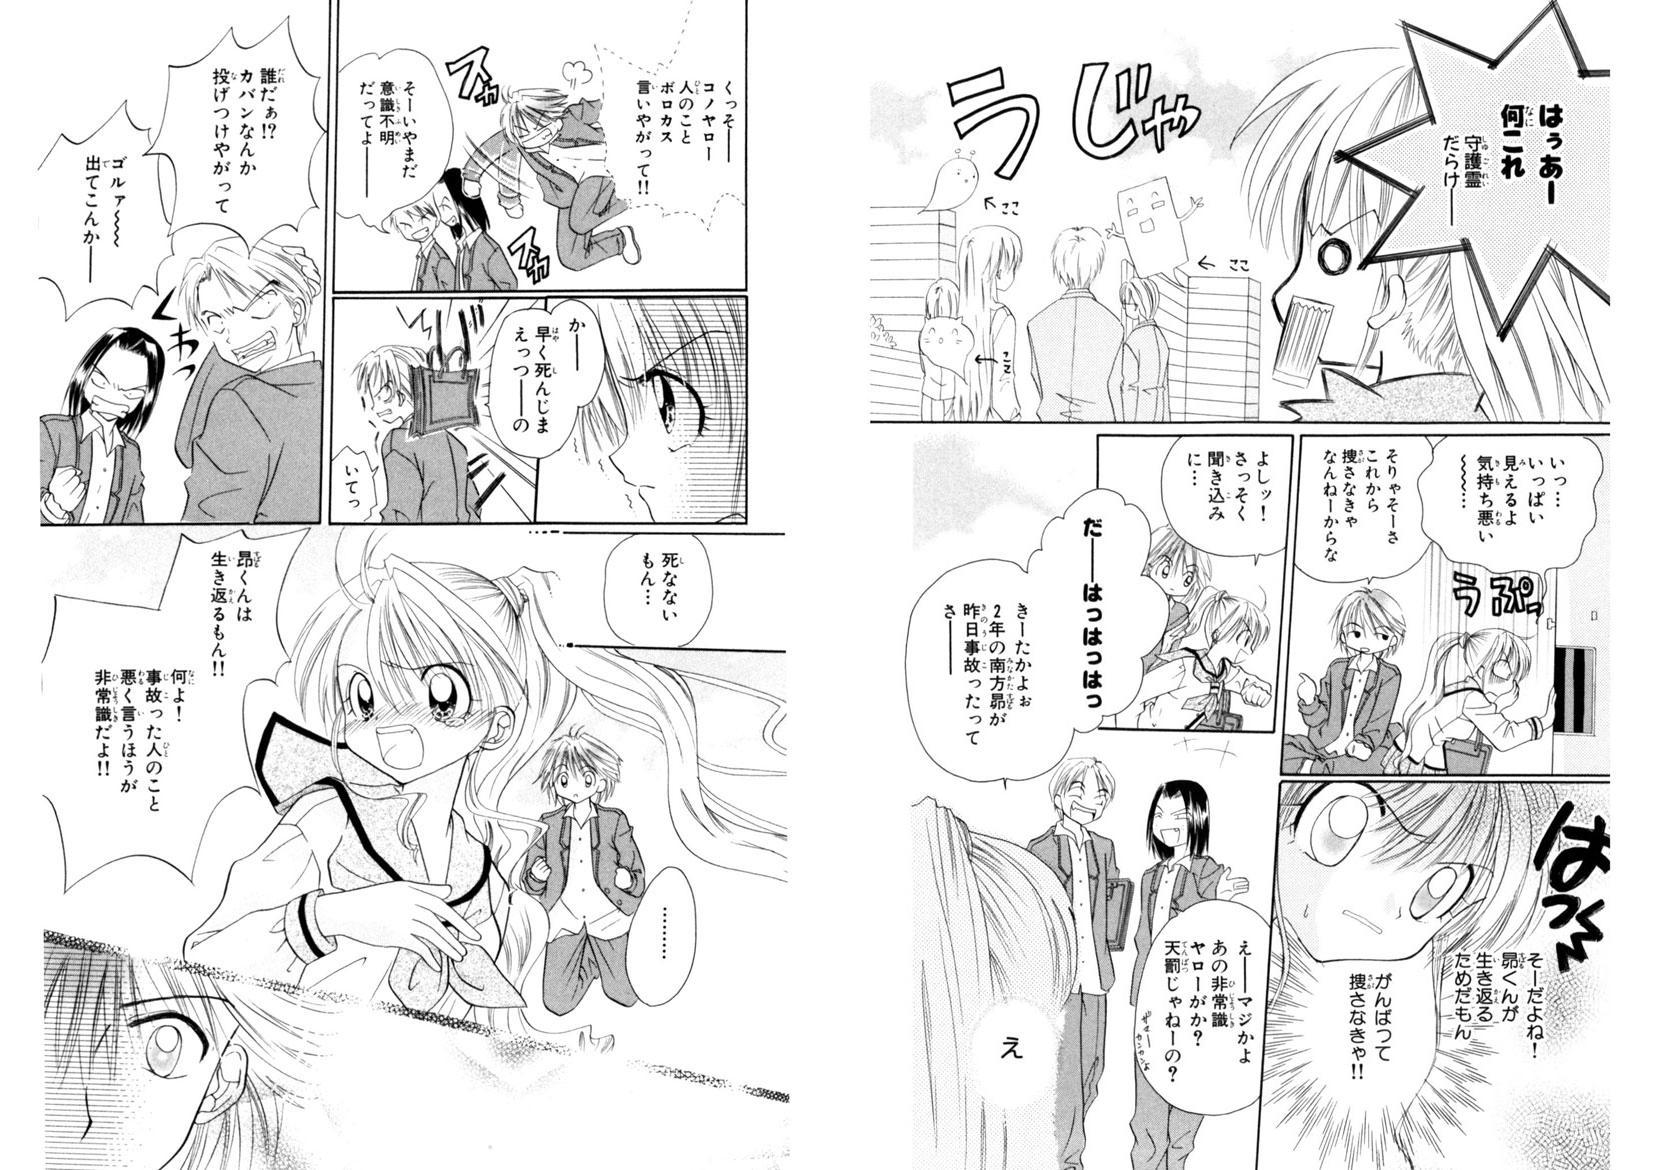 はぅあー
何これ
守護霊
だらけー
うじゃ
ここ
ここ
ここ
いっ…
いっぱい
見えるよ
気持ち悪い
〜〜〜…
うぷっ
そりゃそーさ
これから
捜さなきゃ
なんねーからな
よしッ!
さっそく
聞き込み
に…
だーはっはっはっ
きーたかよぉ
2年の南方昴が
昨日事故ったって
さー
はっ
そーだよね!
昴くんが
生き返る
ためだもん
がんばって
捜さなきゃ!!
えーマジかよ
あの非常識
ヤローがか?
天罰じゃねーの?
え
くっそー
コノヤロー
人のこと
ボロカス
言いやがって!!
スカ
スカ
そーいやまだ
意識不明
だってよー
かー
早く死んじま
えっつーの
いてっ
誰だぁ!?
カバンなんか
投げつけやがって
ゴルァ〜〜〜
出てこんかー
死なない
もん…
昴くんは
生き返るもん!!
何よ!
事故った人のこと
悪く言うほうが
非常識だよ!!
………